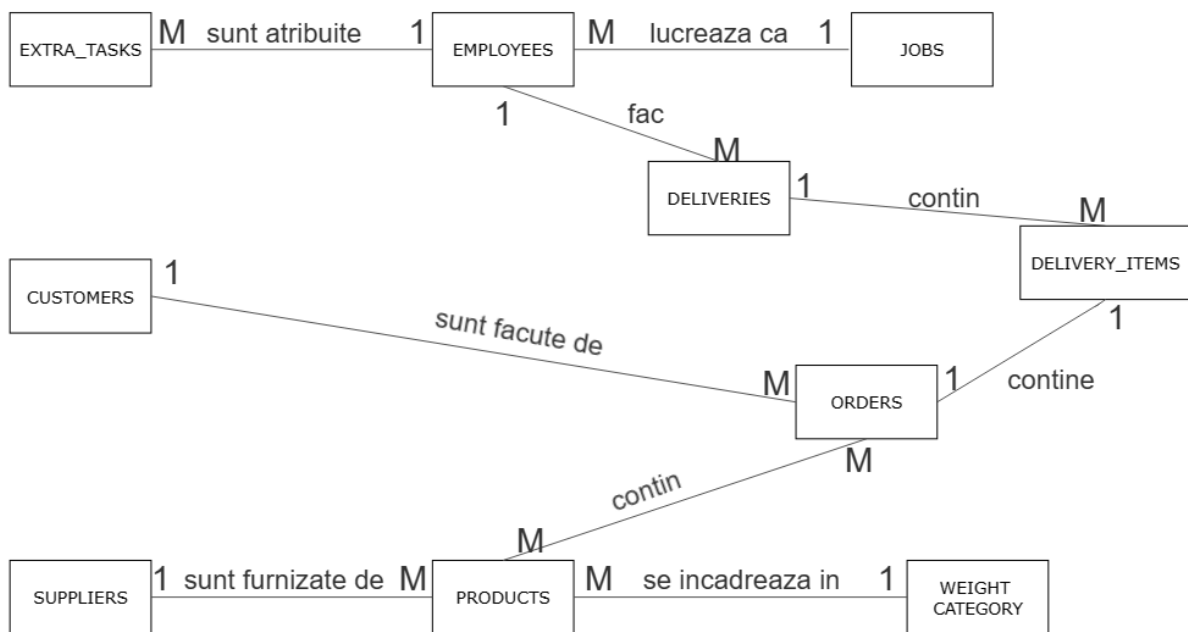 EXTRA_TASKS M sunt atribuite 1 EMPLOYEES M lucreaza ca 1 JOBS
1 fac M
DELIVERIES 1 contin M
DELIVERY_ITEMS
CUSTOMERS 1
sunt facute de
1
M ORDERS 1 contine
M
contin
M
SUPPLIERS 1 sunt furnizate de M PRODUCTS M se incadreaza in 1 WEIGHT
CATEGORY